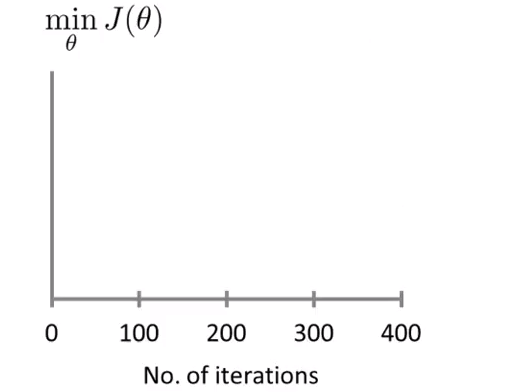 min J(θ)
θ
0 100 200 300 400
No. of iterations